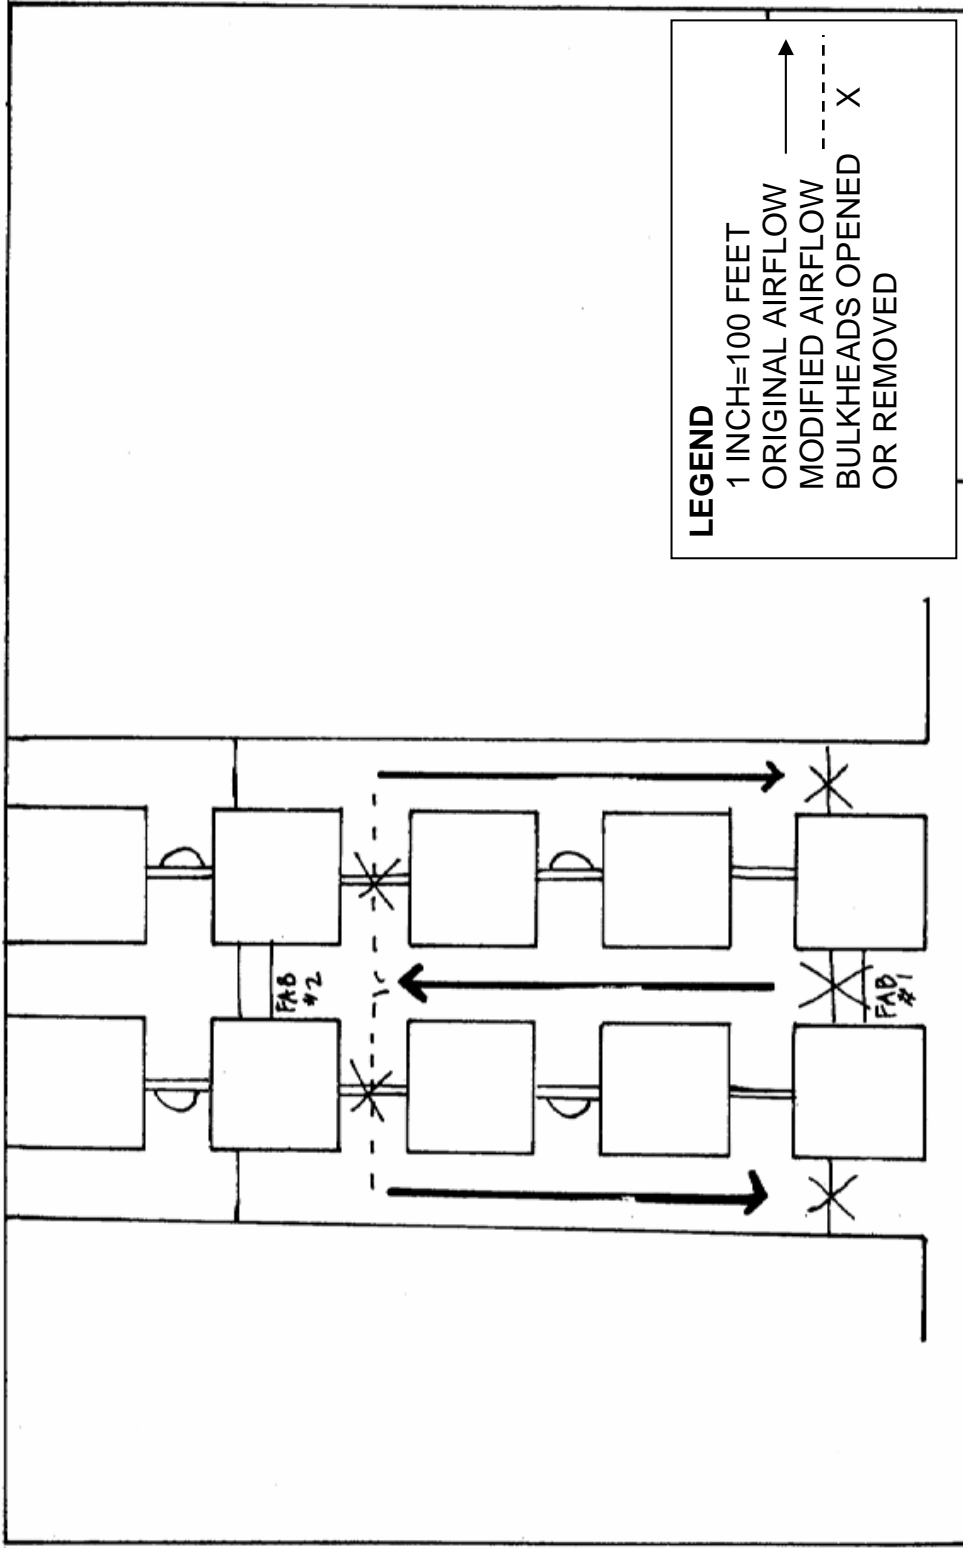 LEGEND
1 INCH=100 FEET
ORIGINAL AIRFLOW
MODIFIED AIRFLOW
BULKHEADS OPENED X
OR REMOVED
FAB
#2
FAB
#1